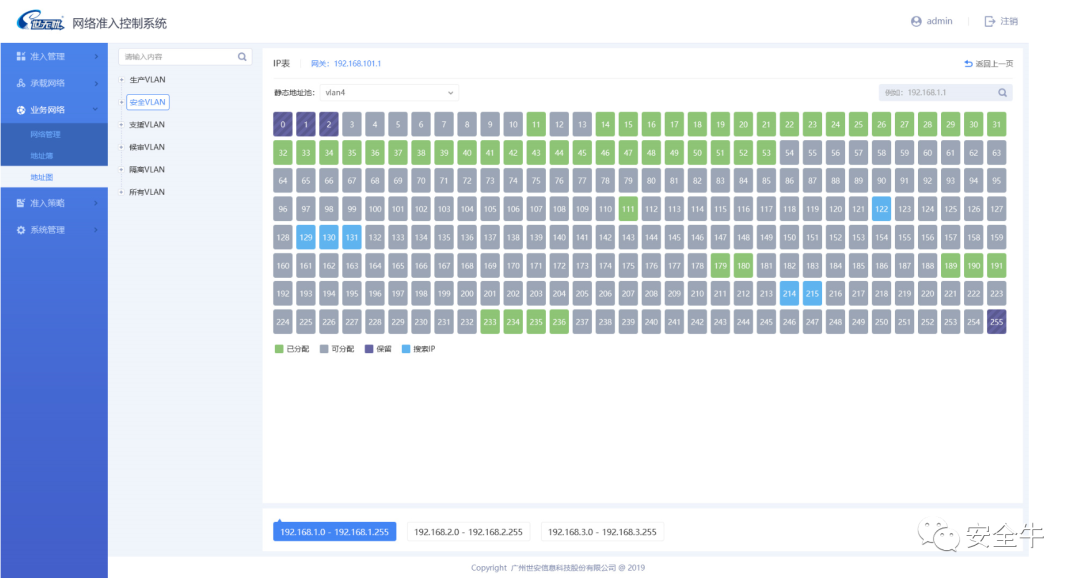 世无忧 网络准入控制系统
admin 注销
准入管理
承载网络
业务网络
网络管理
地址簿
地址图
准入策略
系统管理
请输入内容
生产VLAN
安全VLAN
支援VLAN
候审VLAN
隔离VLAN
所有VLAN
IP表 网关: 192.168.101.1 返回上一页
静态地址池: vlan4 例如: 192.168.1.1
0 1 2 3 4 5 6 7 8 9 10 11 12 13 14 15 16 17 18 19 20 21 22 23 24 25 26 27 28 29 30 31
32 33 34 35 36 37 38 39 40 41 42 43 44 45 46 47 48 49 50 51 52 53 54 55 56 57 58 59 60 61 62 63
64 65 66 67 68 69 70 71 72 73 74 75 76 77 78 79 80 81 82 83 84 85 86 87 88 89 90 91 92 93 94 95
96 97 98 99 100 101 102 103 104 105 106 107 108 109 110 111 112 113 114 115 116 117 118 119 120 121 122 123 124 125 126 127
128 129 130 131 132 133 134 135 136 137 138 139 140 141 142 143 144 145 146 147 148 149 150 151 152 153 154 155 156 157 158 159
160 161 162 163 164 165 166 167 168 169 170 171 172 173 174 175 176 177 178 179 180 181 182 183 184 185 186 187 188 189 190 191
192 193 194 195 196 197 198 199 200 201 202 203 204 205 206 207 208 209 210 211 212 213 214 215 216 217 218 219 220 221 222 223
224 225 226 227 228 229 230 231 232 233 234 235 236 237 238 239 240 241 242 243 244 245 246 247 248 249 250 251 252 253 254 255
已分配 可分配 保留 搜索IP
192.168.1.0 - 192.168.1.255 192.168.2.0 - 192.168.2.255 192.168.3.0 - 192.168.3.255
安全牛
Copyright 广州世安信息科技股份有限公司 @ 2019